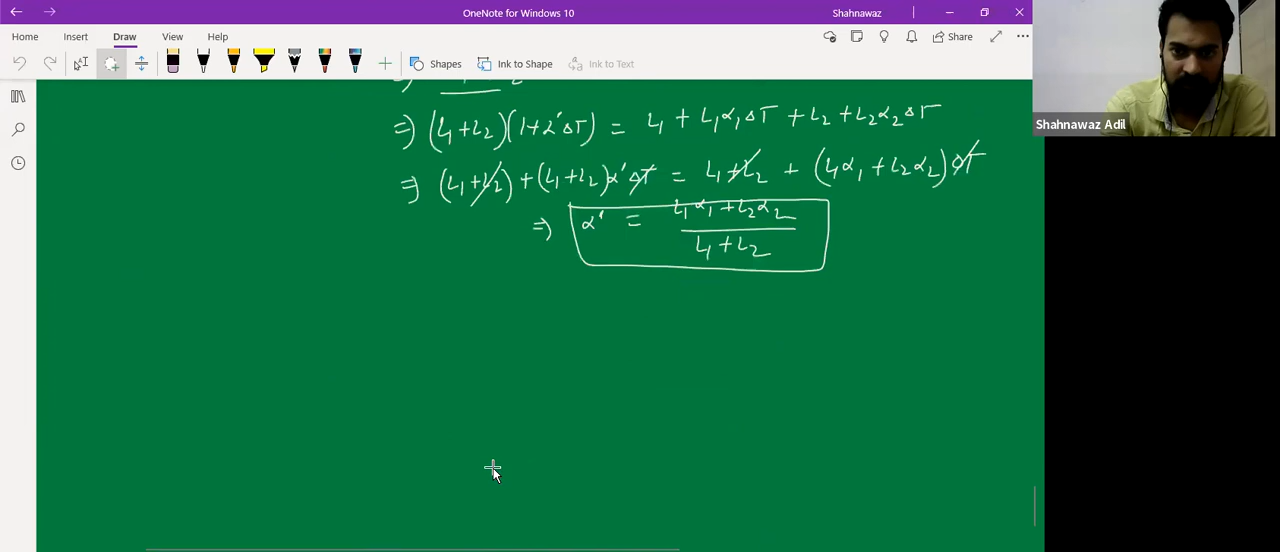 OneNote for Windows 10
Shahnawaz
Home Insert Draw View Help
Shapes Ink to Shape Ink to Text
Share
Shahnawaz Adil
⇒ (L₁+L₂)(1+α'ΔT) = L₁ + L₁α₁ΔT + L₂ + L₂α₂ΔT
⇒ (L₁+L₂) + (L₁+L₂)α'ΔT = L₁+L₂ + (L₁α₁ + L₂α₂)ΔT
⇒ α' = L₁α₁ + L₂α₂
L₁ + L₂